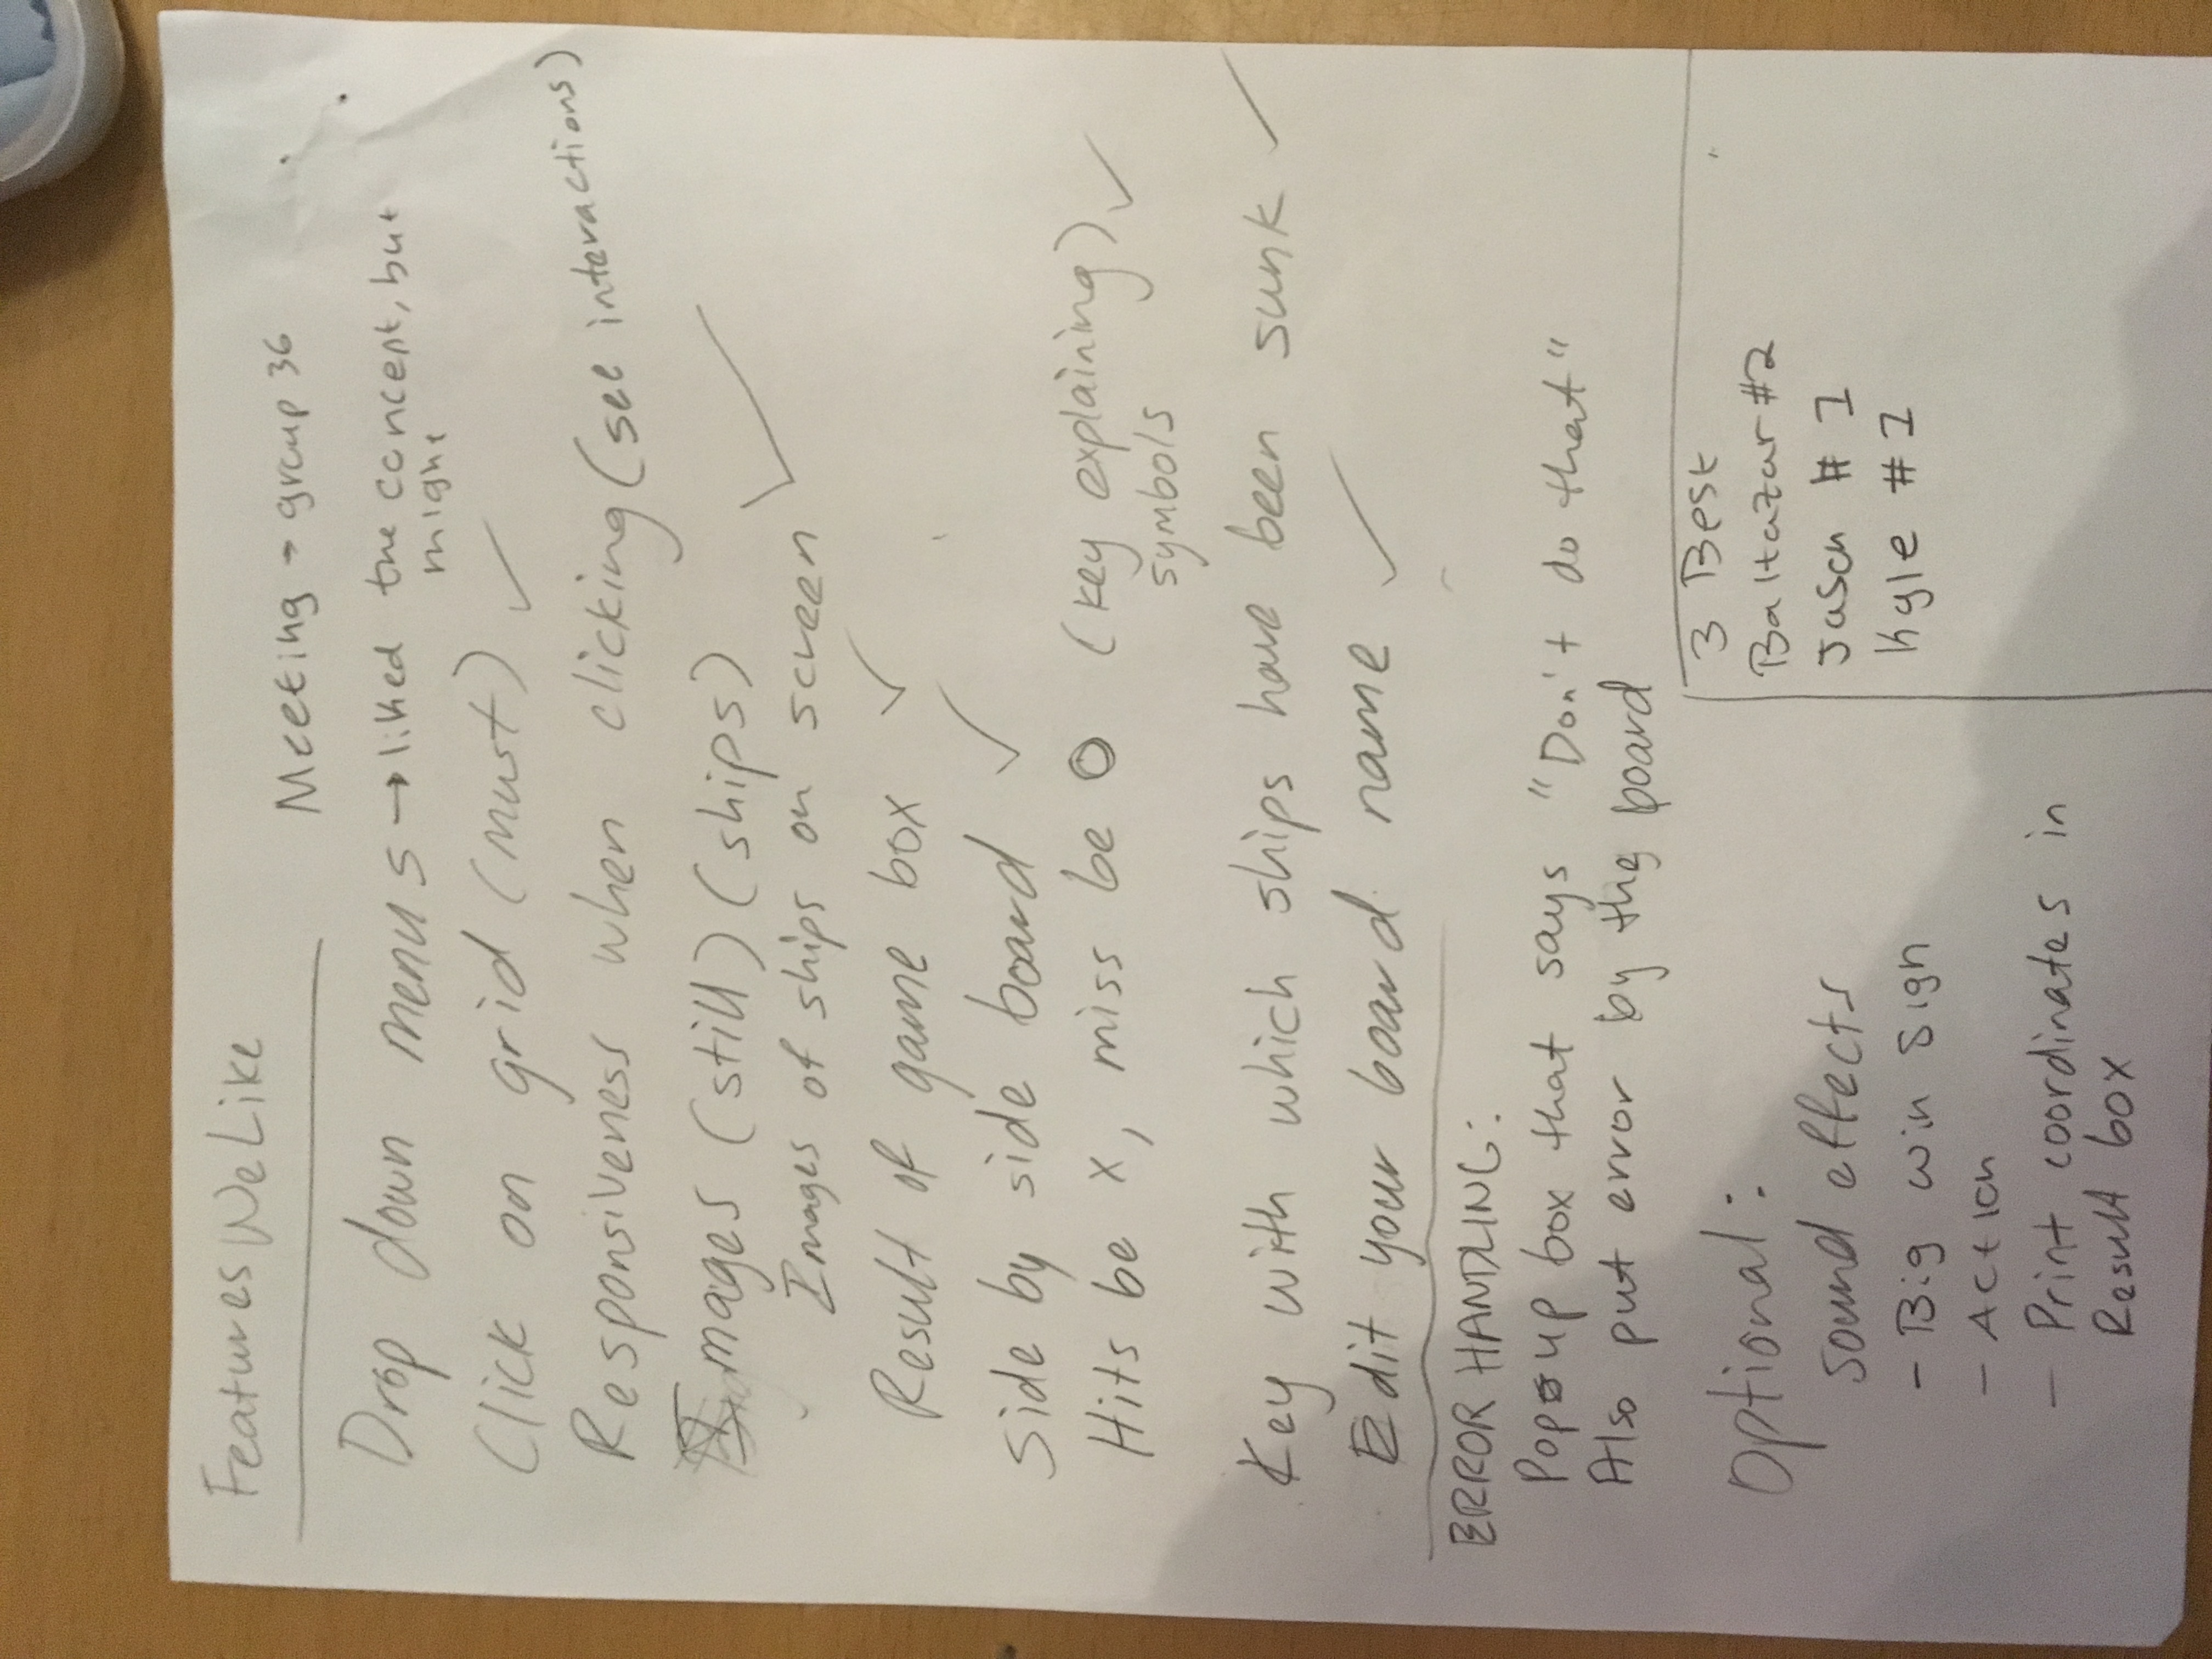 Features We Like
Meeting - group 36
Drop down menus → liked the concept, but
might
Click on grid (must) ✓
Responsiveness when clicking (see interactions)
Images (still) (ships)
Images of ships on screen ✓
Result of game box ✓
Side by side board ✓
Hits be x, miss be O (key explaining) ✓
symbols
Key with which ships have been sunk ✓
Edit your board name ✓
ERROR HANDLING:
Pop-up box that says "Don't do that"
Also put error by the board
Optional:
sound effects
- Big win sign
- Action
- Print coordinates in
Result box
3 Best
Baltazar #2
Jason # 1
Kyle # 1